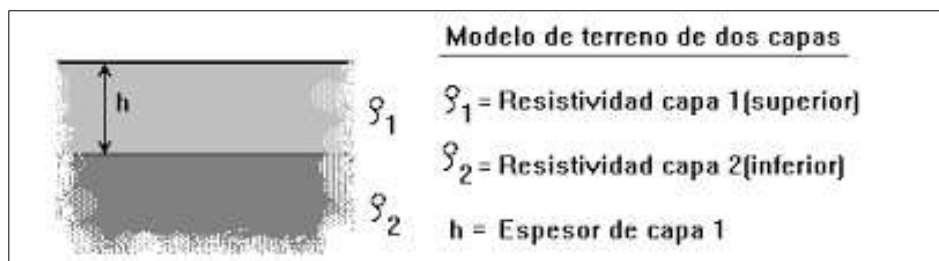 Modelo de terreno de dos capas
h
ρ1
ρ1 = Resistividad capa 1(superior)
ρ2 = Resistividad capa 2(inferior)
ρ2
h = Espesor de capa 1